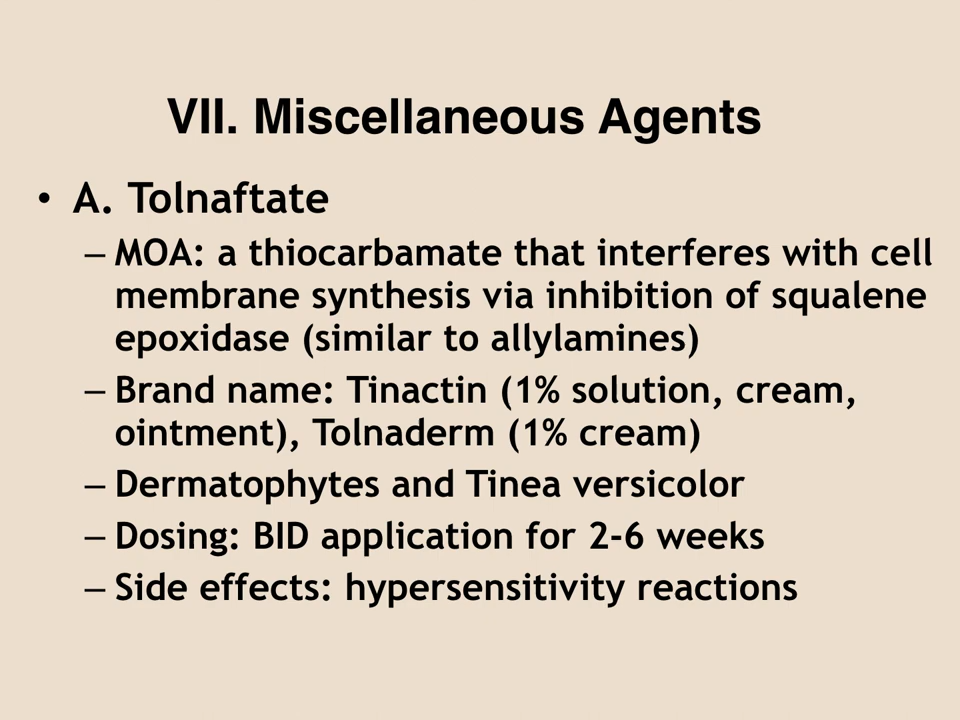 VII. Miscellaneous Agents
• A. Tolnaftate
– MOA: a thiocarbamate that interferes with cell
membrane synthesis via inhibition of squalene
epoxidase (similar to allylamines)
– Brand name: Tinactin (1% solution, cream,
ointment), Tolnaderm (1% cream)
– Dermatophytes and Tinea versicolor
– Dosing: BID application for 2-6 weeks
– Side effects: hypersensitivity reactions